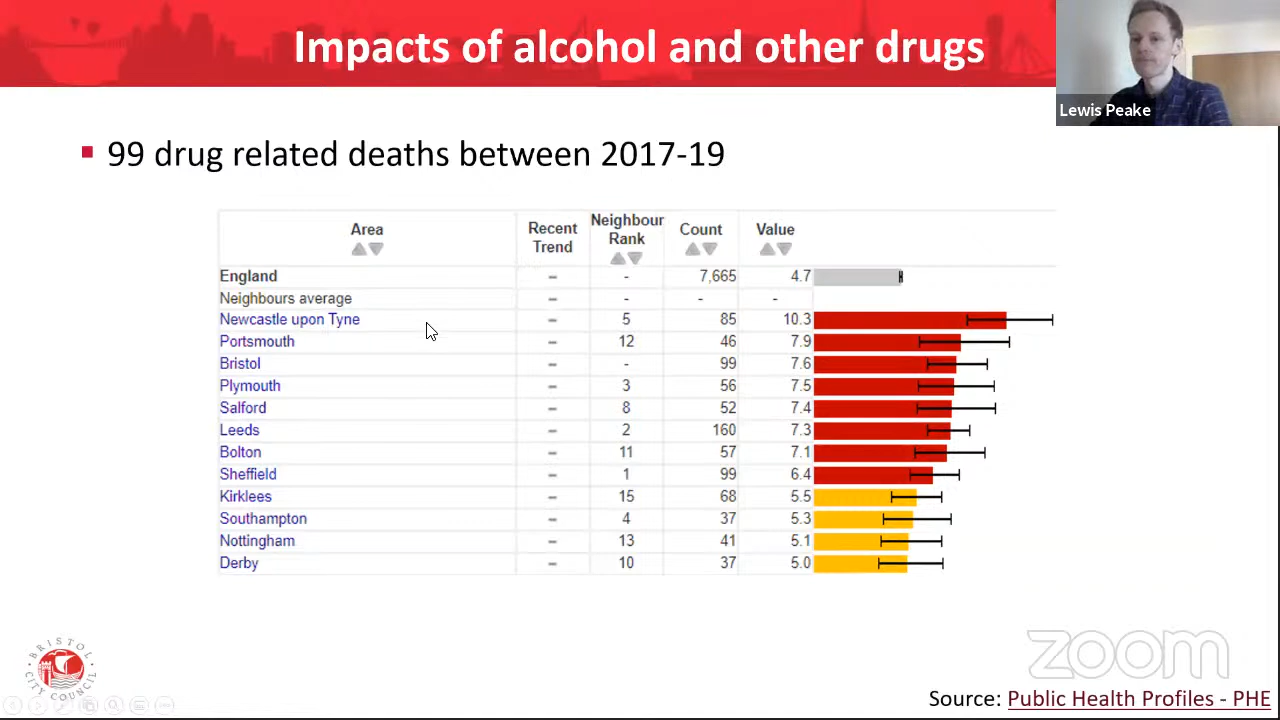 Impacts of alcohol and other drugs
Lewis Peake
99 drug related deaths between 2017-19
Area Recent Trend Neighbour Rank Count Value
England - - 7,665 4.7
Neighbours average - - - -
Newcastle upon Tyne - 5 85 10.3
Portsmouth - 12 46 7.9
Bristol - - 99 7.6
Plymouth - 3 56 7.5
Salford - 8 52 7.4
Leeds - 2 160 7.3
Bolton - 11 57 7.1
Sheffield - 1 99 6.4
Kirklees - 15 68 5.5
Southampton - 4 37 5.3
Nottingham - 13 41 5.1
Derby - 10 37 5.0
BRISTOL
CITY COUNCIL
zoom
Source: Public Health Profiles - PHE